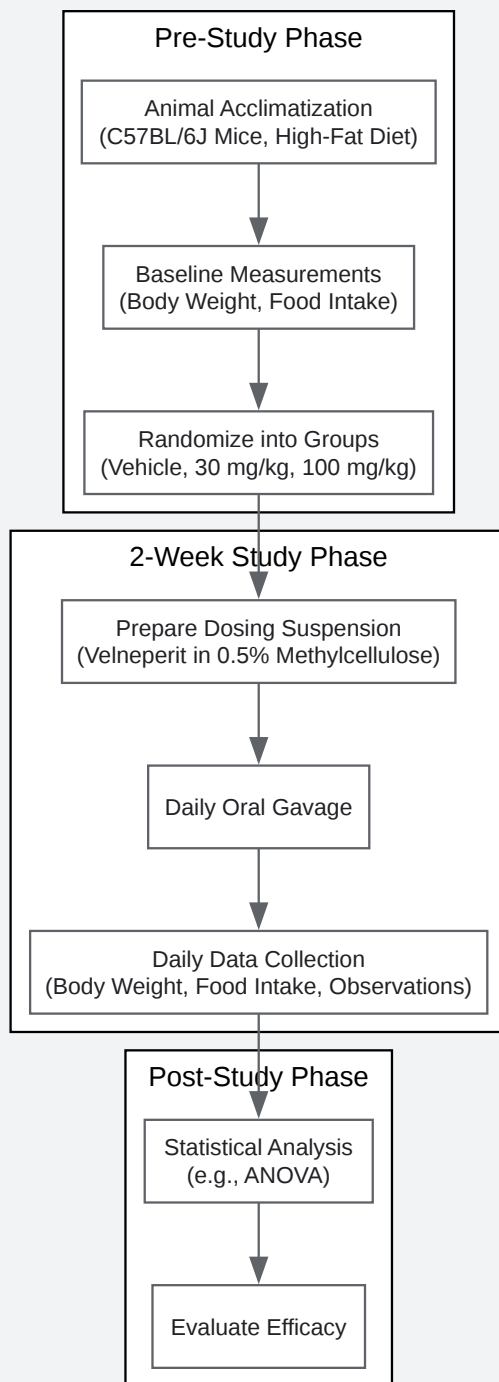 Pre-Study Phase
Animal Acclimatization
(C57BL/6J Mice, High-Fat Diet)
Baseline Measurements
(Body Weight, Food Intake)
Randomize into Groups
(Vehicle, 30 mg/kg, 100 mg/kg)
2-Week Study Phase
Prepare Dosing Suspension
(Velneperit in 0.5% Methylcellulose)
Daily Oral Gavage
Daily Data Collection
(Body Weight, Food Intake, Observations)
Post-Study Phase
Statistical Analysis
(e.g., ANOVA)
Evaluate Efficacy